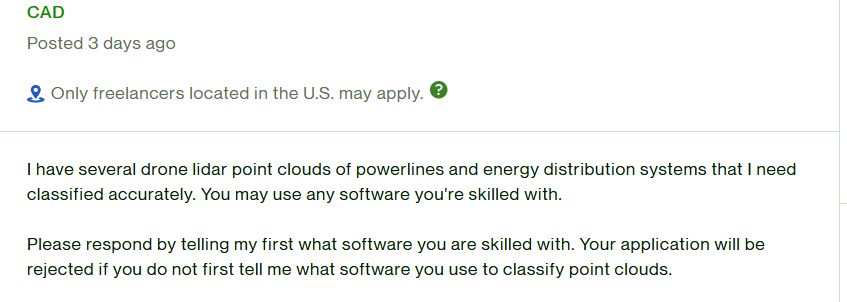 CAD
Posted 3 days ago
Only freelancers located in the U.S. may apply. ?
I have several drone lidar point clouds of powerlines and energy distribution systems that I need
classified accurately. You may use any software you're skilled with.
Please respond by telling my first what software you are skilled with. Your application will be
rejected if you do not first tell me what software you use to classify point clouds.